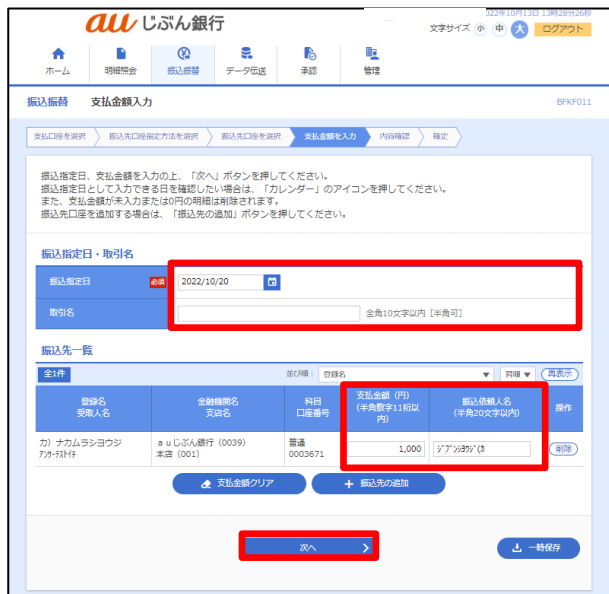 au じぶん銀行
2022年10月13日 13時28分26秒
文字サイズ 小 中 大 ログアウト
ホーム 明細照会 振込振替 データ伝送 承認 管理
振込振替 支払金額入力 BFKF011
支払口座を選択 振込先口座指定方法を選択 振込先口座を選択 支払金額を入力 内容確認 確定
振込指定日、支払金額を入力の上、「次へ」ボタンを押してください。
振込指定日として入力できる日を確認したい場合は、「カレンダー」のアイコンを押してください。
また、支払金額が未入力または0円の明細は削除されます。
振込先口座を追加する場合は、「振込先の追加」ボタンを押してください。
振込指定日・取引名
振込指定日 必須 2022/10/20
取引名 全角10文字以内 [半角可]
振込先一覧
全1件 並び順： 登録名 昇順 再表示
登録名 金融機関名 科目 支払金額（円） 振込依頼人名 操作
受取人名 支店名 口座番号 （半角数字11桁以 （半角20文字以内）
内）
カ）ナカムラシヨウジ ａｕじぶん銀行（0039） 普通 1,000 ｼﾞﾌﾞﾝｼﾖｳｼﾞ(ｶ 削除
ｱﾝｻｰﾃｽﾄｲﾁ 本店（001） 0003671
支払金額クリア ＋ 振込先の追加
次へ 一時保存